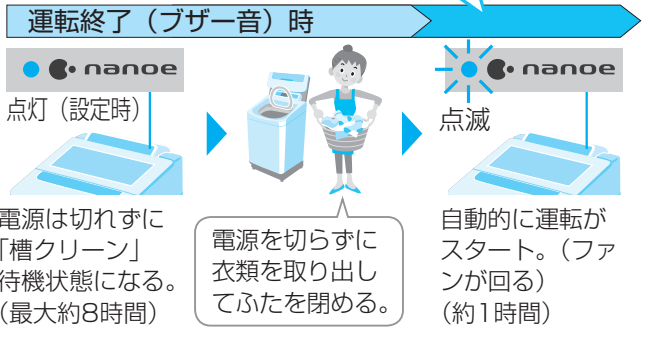 運転終了（ブザー音）時
nanoe
点灯（設定時）
電源は切れずに
「槽クリーン」
待機状態になる。
（最大約8時間）
電源を切らずに
衣類を取り出し
てふたを閉める。
nanoe
点滅
自動的に運転が
スタート。（ファ
ンが回る）
（約1時間）